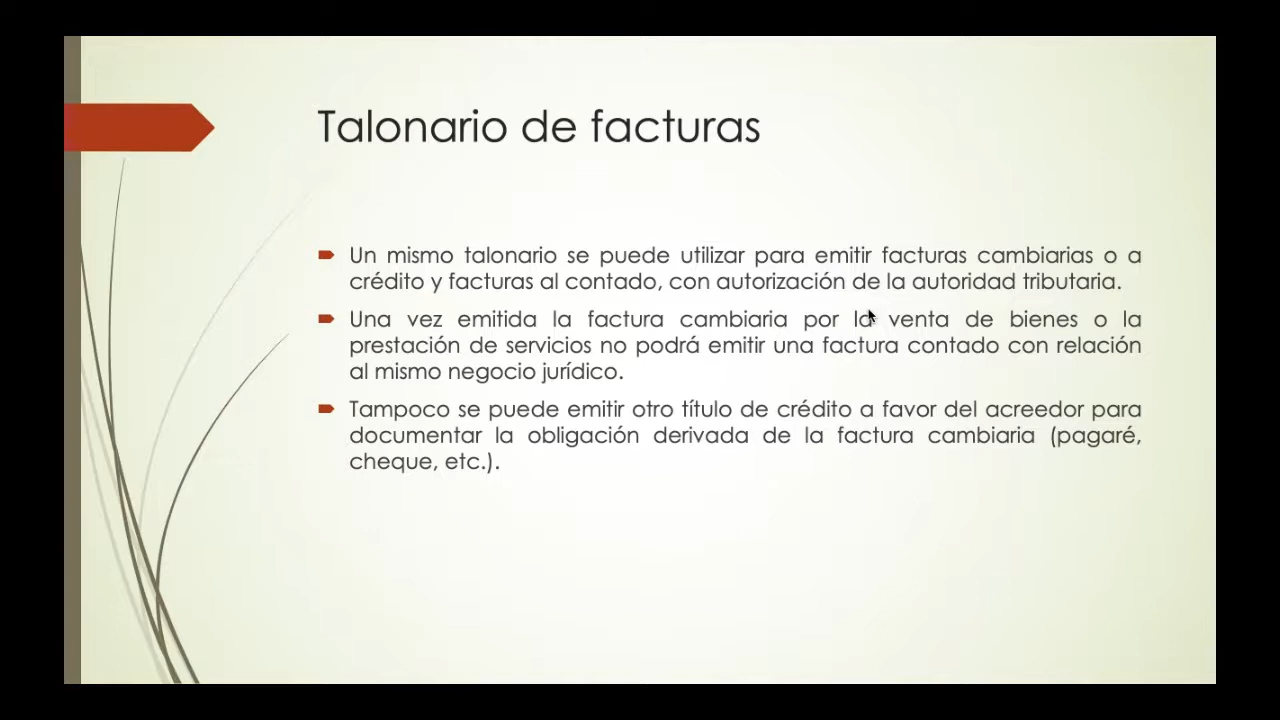 Talonario de facturas
Un mismo talonario se puede utilizar para emitir facturas cambiarias o a
crédito y facturas al contado, con autorización de la autoridad tributaria.
Una vez emitida la factura cambiaria por la venta de bienes o la
prestación de servicios no podrá emitir una factura contado con relación
al mismo negocio jurídico.
Tampoco se puede emitir otro título de crédito a favor del acreedor para
documentar la obligación derivada de la factura cambiaria (pagaré,
cheque, etc.).